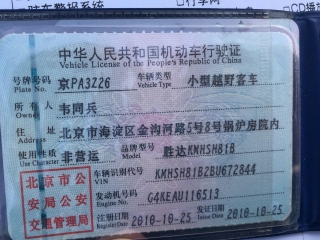 中华人民共和国机动车行驶证
Vehicle License of the People's Republic of China
号牌号码 京PA3Z26 车辆类型 小型越野客车
Plate No. Vehicle Type
所有人 韦同兵
Owner
住址 北京市海淀区金沟河路5号8号锅炉房院内
Address
使用性质 非营运 品牌型号 胜达KMHSH81B
Use Character Model
北京市公安局公安交通管理局
车辆识别代号 KMHSH81B2BU672844
VIN
发动机号码 G4KEAU116513
Engine No.
注册日期 2010-10-25 发证日期 2010-10-25
Register Date Issue Date